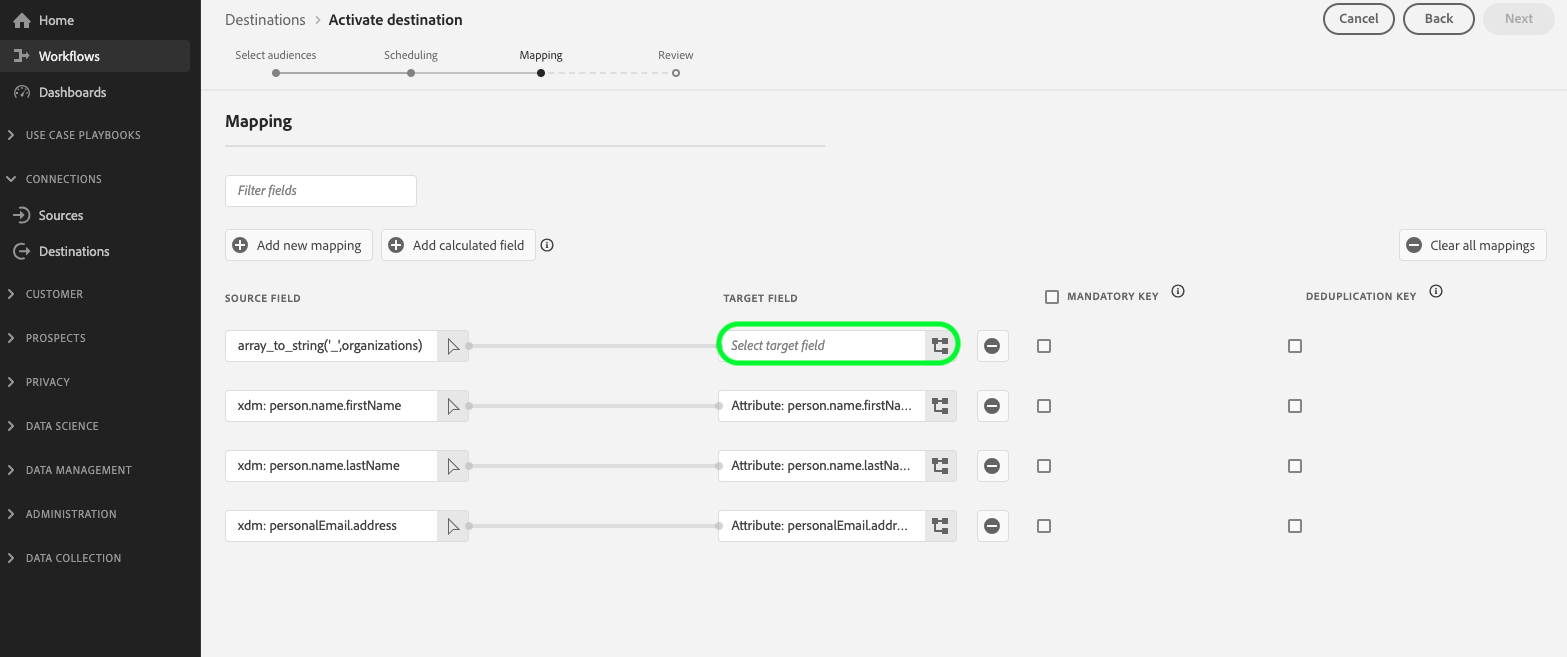 Home
Workflows
Dashboards
USE CASE PLAYBOOKS
CONNECTIONS
Sources
Destinations
CUSTOMER
PROSPECTS
PRIVACY
DATA SCIENCE
DATA MANAGEMENT
ADMINISTRATION
DATA COLLECTION
Destinations > Activate destination
Cancel Back Next
Select audiences Scheduling Mapping Review
Mapping
Filter fields
Add new mapping Add calculated field Clear all mappings
SOURCE FIELD TARGET FIELD MANDATORY KEY DEDUPLICATION KEY
array_to_string('_',organizations) Select target field
xdm: person.name.firstName Attribute: person.name.firstNa...
xdm: person.name.lastName Attribute: person.name.lastNa...
xdm: personalEmail.address Attribute: personalEmail.addr...